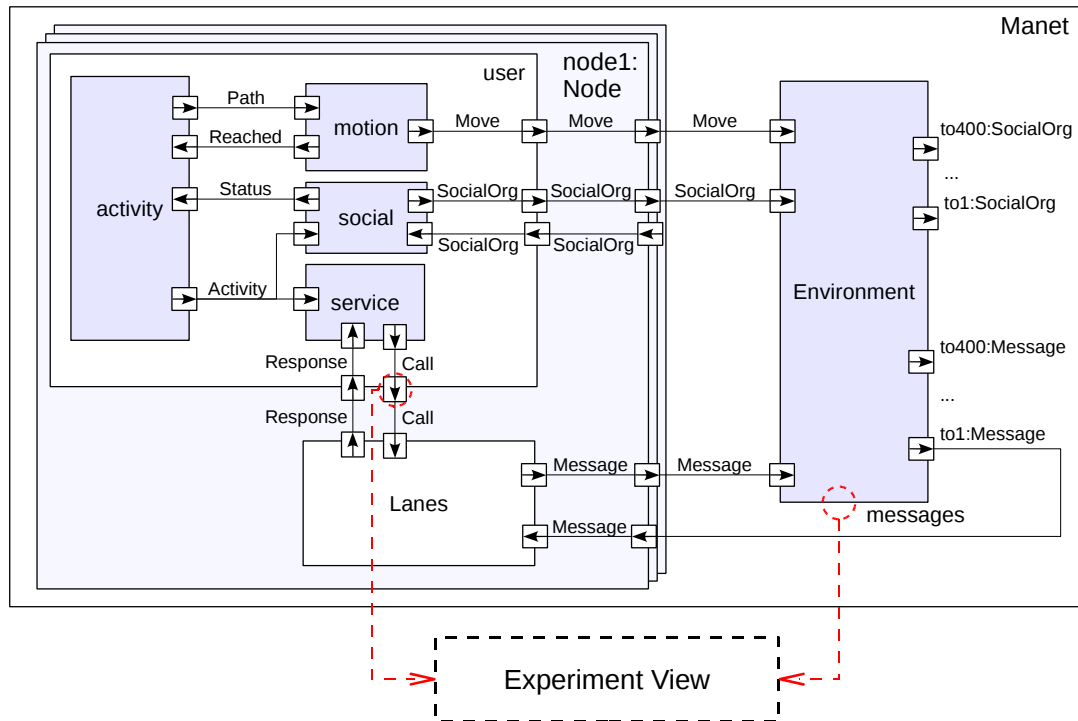 Manet
node1:
Node
user
activity
Path
Reached
motion
Move
Move
Move
Status
social
SocialOrg
SocialOrg
SocialOrg
SocialOrg
SocialOrg
Activity
service
Response
Call
Response
Call
Lanes
Message
Message
Message
Environment
to400:SocialOrg
...
to1:SocialOrg
to400:Message
...
to1:Message
messages
Experiment View